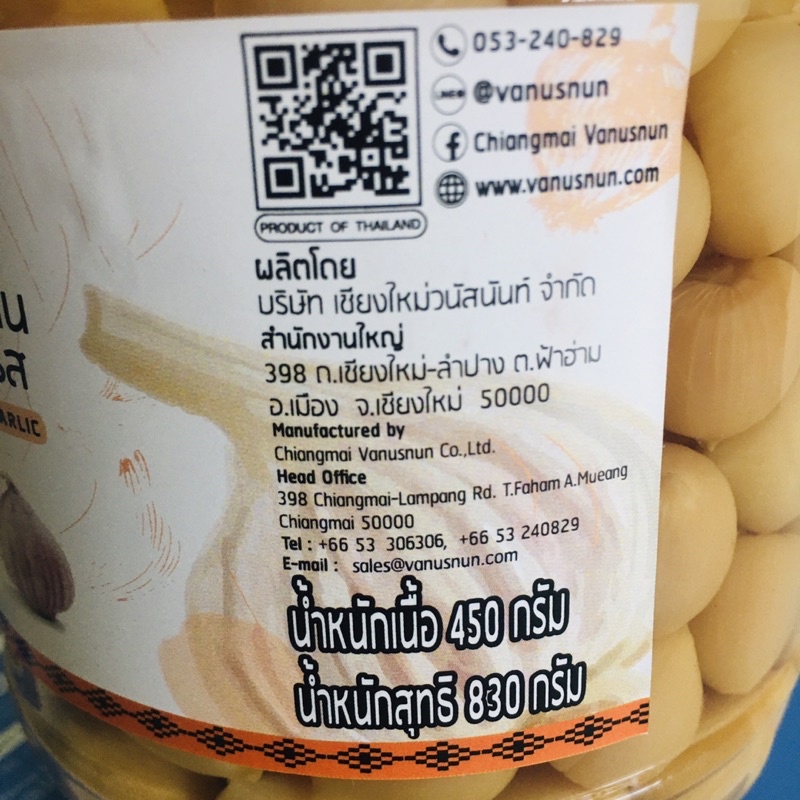 053-240-829
LINE @vanusnun
Chiangmai Vanusnun
www.vanusnun.com
PRODUCT OF THAILAND
ผลิตโดย
บริษัท เชียงใหม่วนัสนันท์ จำกัด
สำนักงานใหญ่
398 ถ.เชียงใหม่-ลำปาง ต.ฟ้าฮ่าม
อ.เมือง จ.เชียงใหม่ 50000
Manufactured by
Chiangmai Vanusnun Co.,Ltd.
Head Office
398 Chiangmai-Lampang Rd. T.Faham A.Mueang
Chiangmai 50000
Tel : +66 53 306306, +66 53 240829
E-mail : sales@vanusnun.com
น้ำหนักเนื้อ 450 กรัม
น้ำหนักสุทธิ 830 กรัม